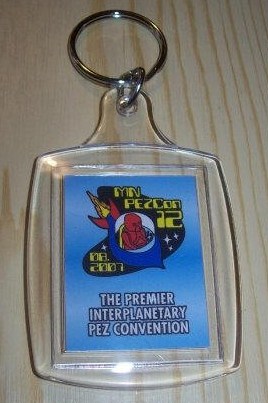 MN
PEZCON
12
08.
2007
THE PREMIER
INTERPLANETARY
PEZ CONVENTION